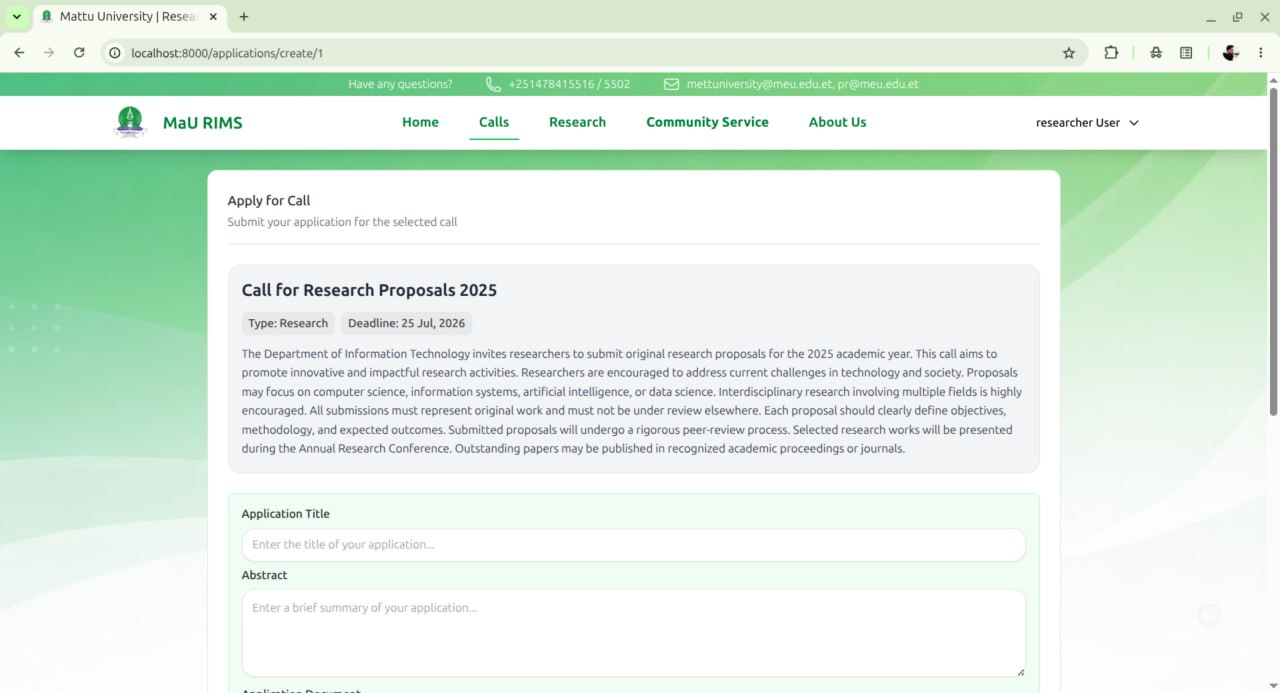 Mattu University | Resea
localhost:8000/applications/create/1
Have any questions? +251478415516 / 5502 mettuniversity@meu.edu.et, pr@meu.edu.et
MaU RIMS Home Calls Research Community Service About Us researcher User
Apply for Call
Submit your application for the selected call
Call for Research Proposals 2025
Type: Research Deadline: 25 Jul, 2026
The Department of Information Technology invites researchers to submit original research proposals for the 2025 academic year. This call aims to
promote innovative and impactful research activities. Researchers are encouraged to address current challenges in technology and society. Proposals
may focus on computer science, information systems, artificial intelligence, or data science. Interdisciplinary research involving multiple fields is highly
encouraged. All submissions must represent original work and must not be under review elsewhere. Each proposal should clearly define objectives,
methodology, and expected outcomes. Submitted proposals will undergo a rigorous peer-review process. Selected research works will be presented
during the Annual Research Conference. Outstanding papers may be published in recognized academic proceedings or journals.
Application Title
Enter the title of your application...
Abstract
Enter a brief summary of your application...
Application Document